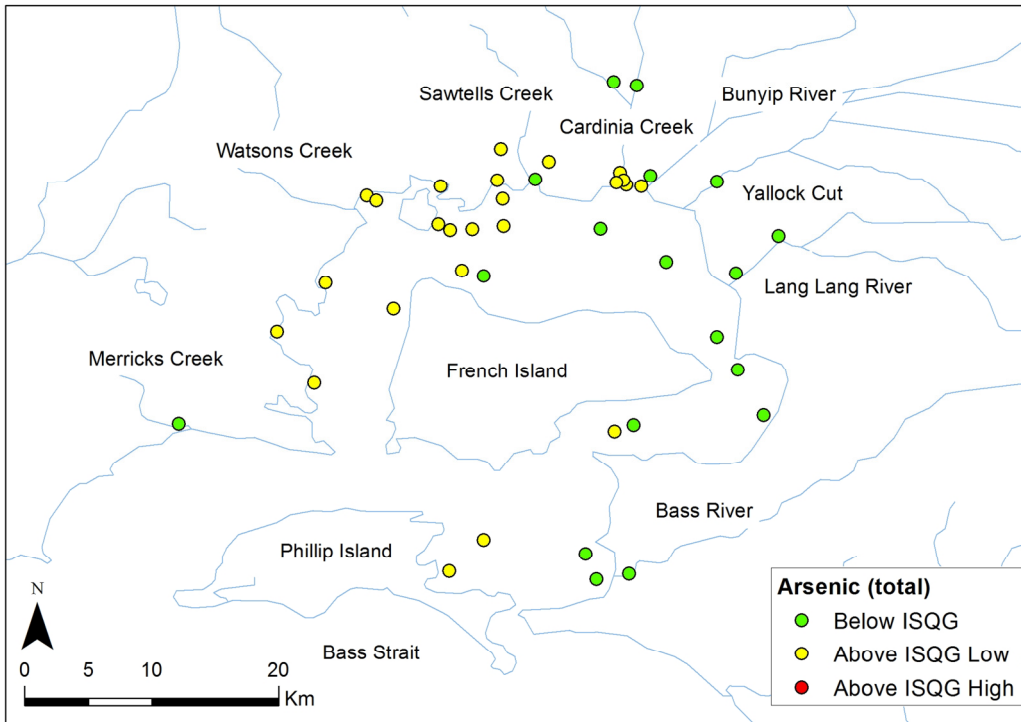 Sawtells Creek
Bunyip River
Cardinia Creek
Watsons Creek
Yallock Cut
Lang Lang River
Merricks Creek
French Island
Bass River
Phillip Island
Bass Strait
N
0 5 10 20
Km
Arsenic (total)
Below ISQG
Above ISQG Low
Above ISQG High